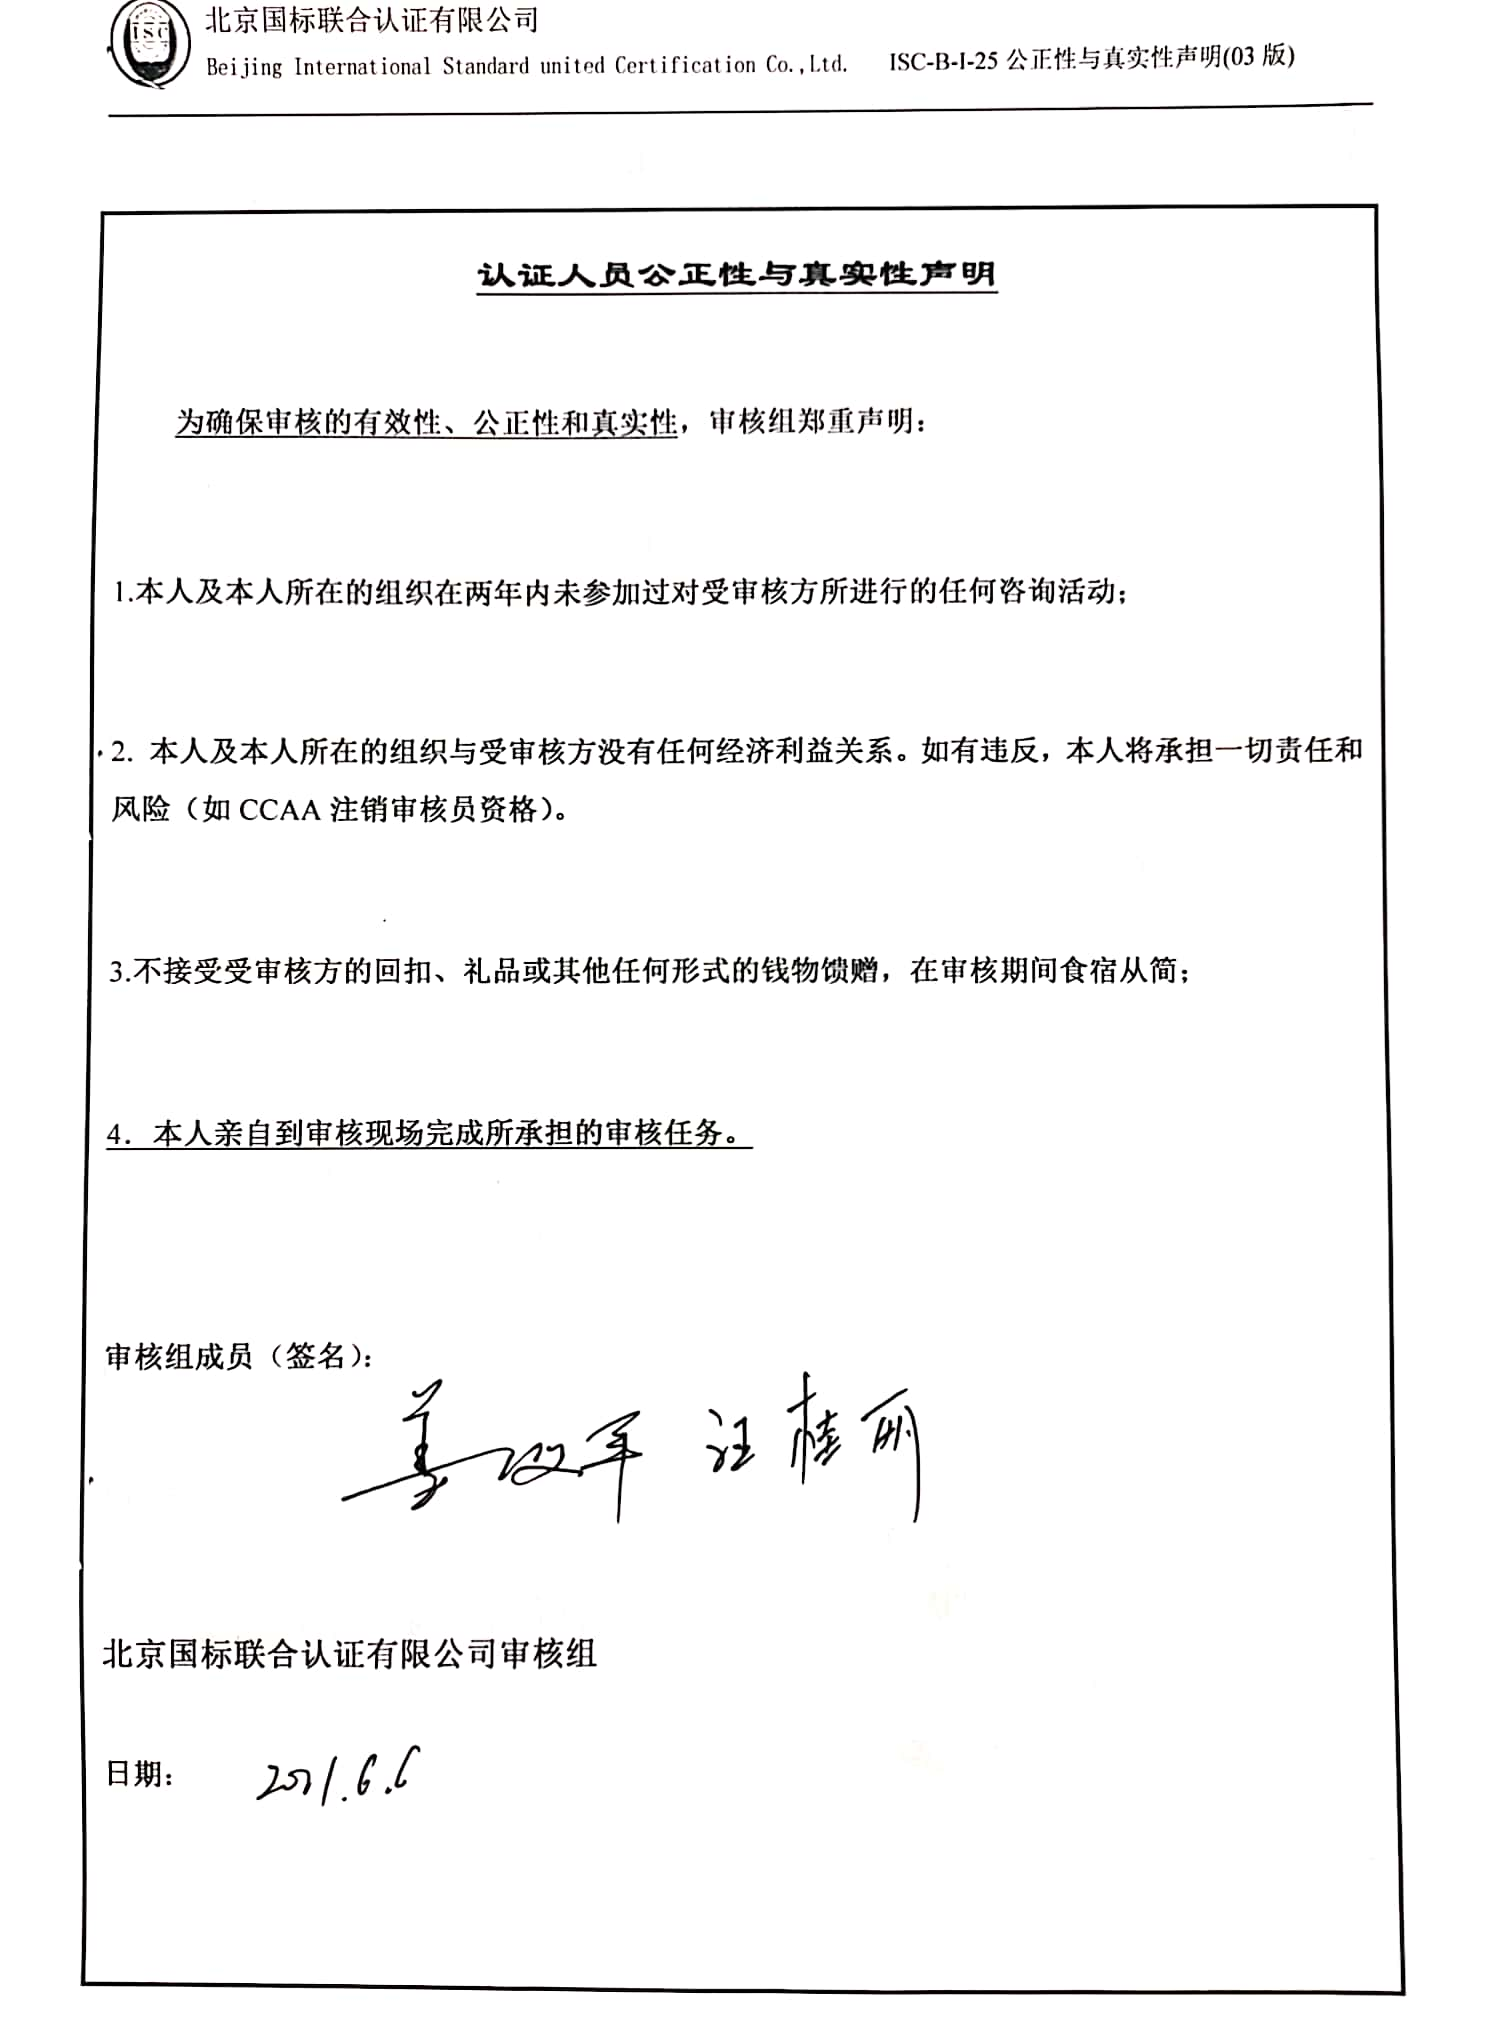 ISC
北京国标联合认证有限公司
Beijing International Standard united Certification Co.,Ltd. ISC-B-I-25 公正性与真实性声明(03 版)
认证人员公正性与真实性声明
为确保审核的有效性、公正性和真实性，审核组郑重声明：
1.本人及本人所在的组织在两年内未参加过对受审核方所进行的任何咨询活动；
2. 本人及本人所在的组织与受审核方没有任何经济利益关系。如有违反，本人将承担一切责任和
风险（如 CCAA 注销审核员资格）。
3.不接受受审核方的回扣、礼品或其他任何形式的钱物馈赠，在审核期间食宿从简；
4. 本人亲自到审核现场完成所承担的审核任务。
审核组成员（签名）：
汪桂丽
北京国标联合认证有限公司审核组
日期： 2021.6.6